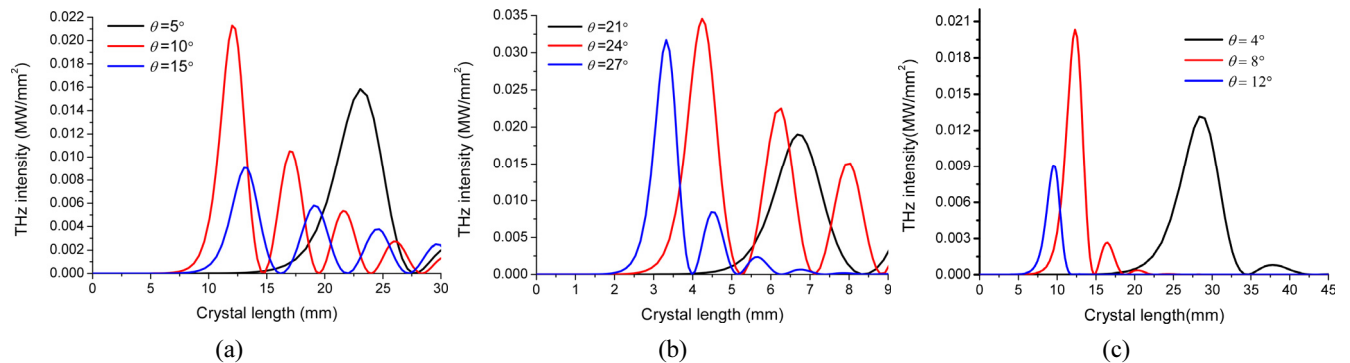 0.022
0.020
0.018
0.016
0.014
0.012
0.010
0.008
0.006
0.004
0.002
0.000
THz intensity (MW/mm²)
θ=5°
θ=10°
θ=15°
0 5 10 15 20 25 30
Crystal length (mm)
(a)
0.035
0.030
0.025
0.020
0.015
0.010
0.005
0.000
THz intensity (MW/mm²)
θ=21°
θ=24°
θ=27°
0 1 2 3 4 5 6 7 8 9
Crystal length (mm)
(b)
0.021
0.018
0.015
0.012
0.009
0.006
0.003
0.000
THz intensity(MW/mm²)
θ= 4°
θ= 8°
θ= 12°
0 5 10 15 20 25 30 35 40 45
Crystal length(mm)
(c)